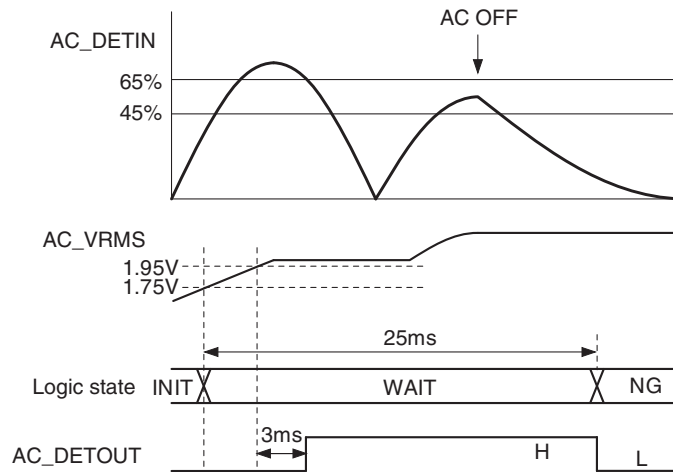 AC OFF
AC_DETIN
65%
45%
AC_VRMS
1.95V
1.75V
25ms
Logic state INIT WAIT NG
3ms
AC_DETOUT H L